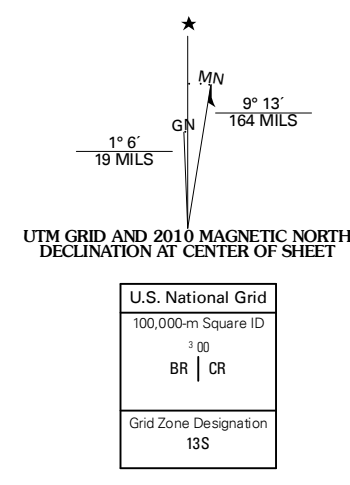 MN
GN
9° 13´
164 MILS
1° 6´
19 MILS
UTM GRID AND 2010 MAGNETIC NORTH
DECLINATION AT CENTER OF SHEET
U.S. National Grid
100,000-m Square ID
3 00
BR CR
Grid Zone Designation
13S